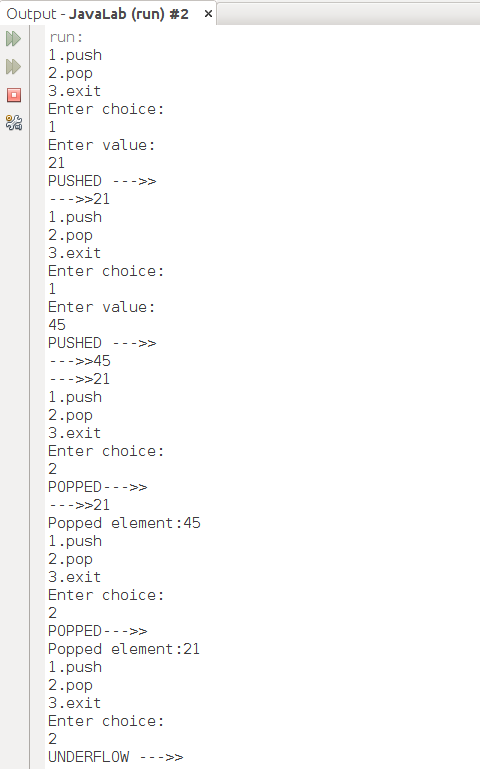 Output - JavaLab (run) #2 ×
run:
1.push
2.pop
3.exit
Enter choice:
1
Enter value:
21
PUSHED --->>
--->>21
1.push
2.pop
3.exit
Enter choice:
1
Enter value:
45
PUSHED --->>
--->>45
--->>21
1.push
2.pop
3.exit
Enter choice:
2
POPPED--->>
--->>21
Popped element:45
1.push
2.pop
3.exit
Enter choice:
2
POPPED--->>
Popped element:21
1.push
2.pop
3.exit
Enter choice:
2
UNDERFLOW --->>